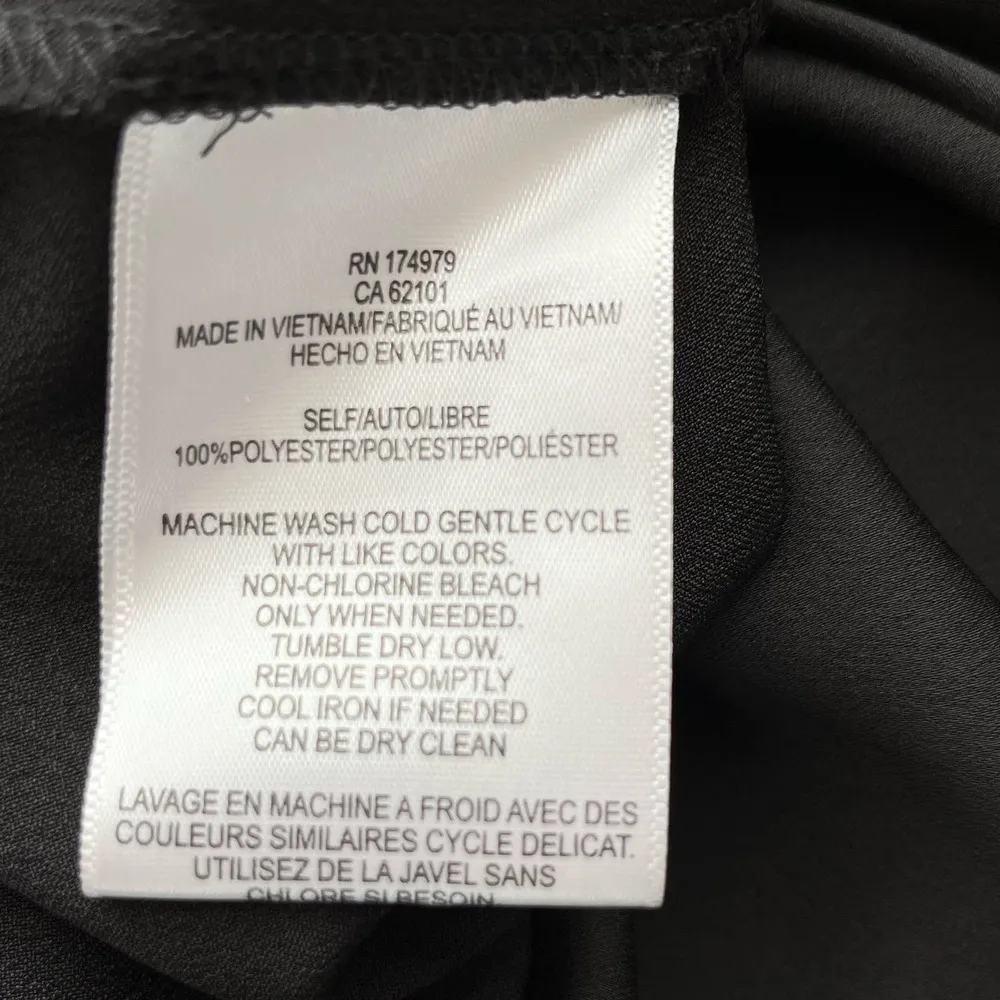 RN 174979
CA 62101
MADE IN VIETNAM/FABRIQUÉ AU VIETNAM/
HECHO EN VIETNAM
SELF/AUTO/LIBRE
100%POLYESTER/POLYESTER/POLIÉSTER
MACHINE WASH COLD GENTLE CYCLE
WITH LIKE COLORS.
NON-CHLORINE BLEACH
ONLY WHEN NEEDED.
TUMBLE DRY LOW.
REMOVE PROMPTLY
COOL IRON IF NEEDED
CAN BE DRY CLEAN
LAVAGE EN MACHINE A FROID AVEC DES
COULEURS SIMILAIRES CYCLE DELICAT.
UTILISEZ DE LA JAVEL SANS
CHLORE SI BESOIN